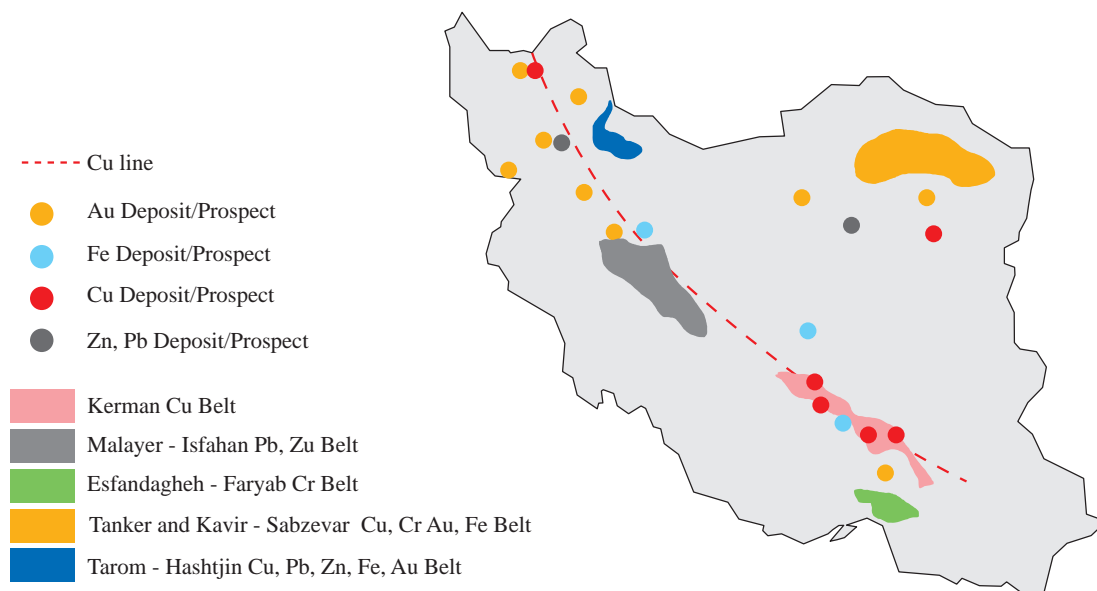 Cu line
Au Deposit/Prospect
Fe Deposit/Prospect
Cu Deposit/Prospect
Zn, Pb Deposit/Prospect
Kerman Cu Belt
Malayer - Isfahan Pb, Zu Belt
Esfandagheh - Faryab Cr Belt
Tanker and Kavir - Sabzevar Cu, Cr Au, Fe Belt
Tarom - Hashtjin Cu, Pb, Zn, Fe, Au Belt